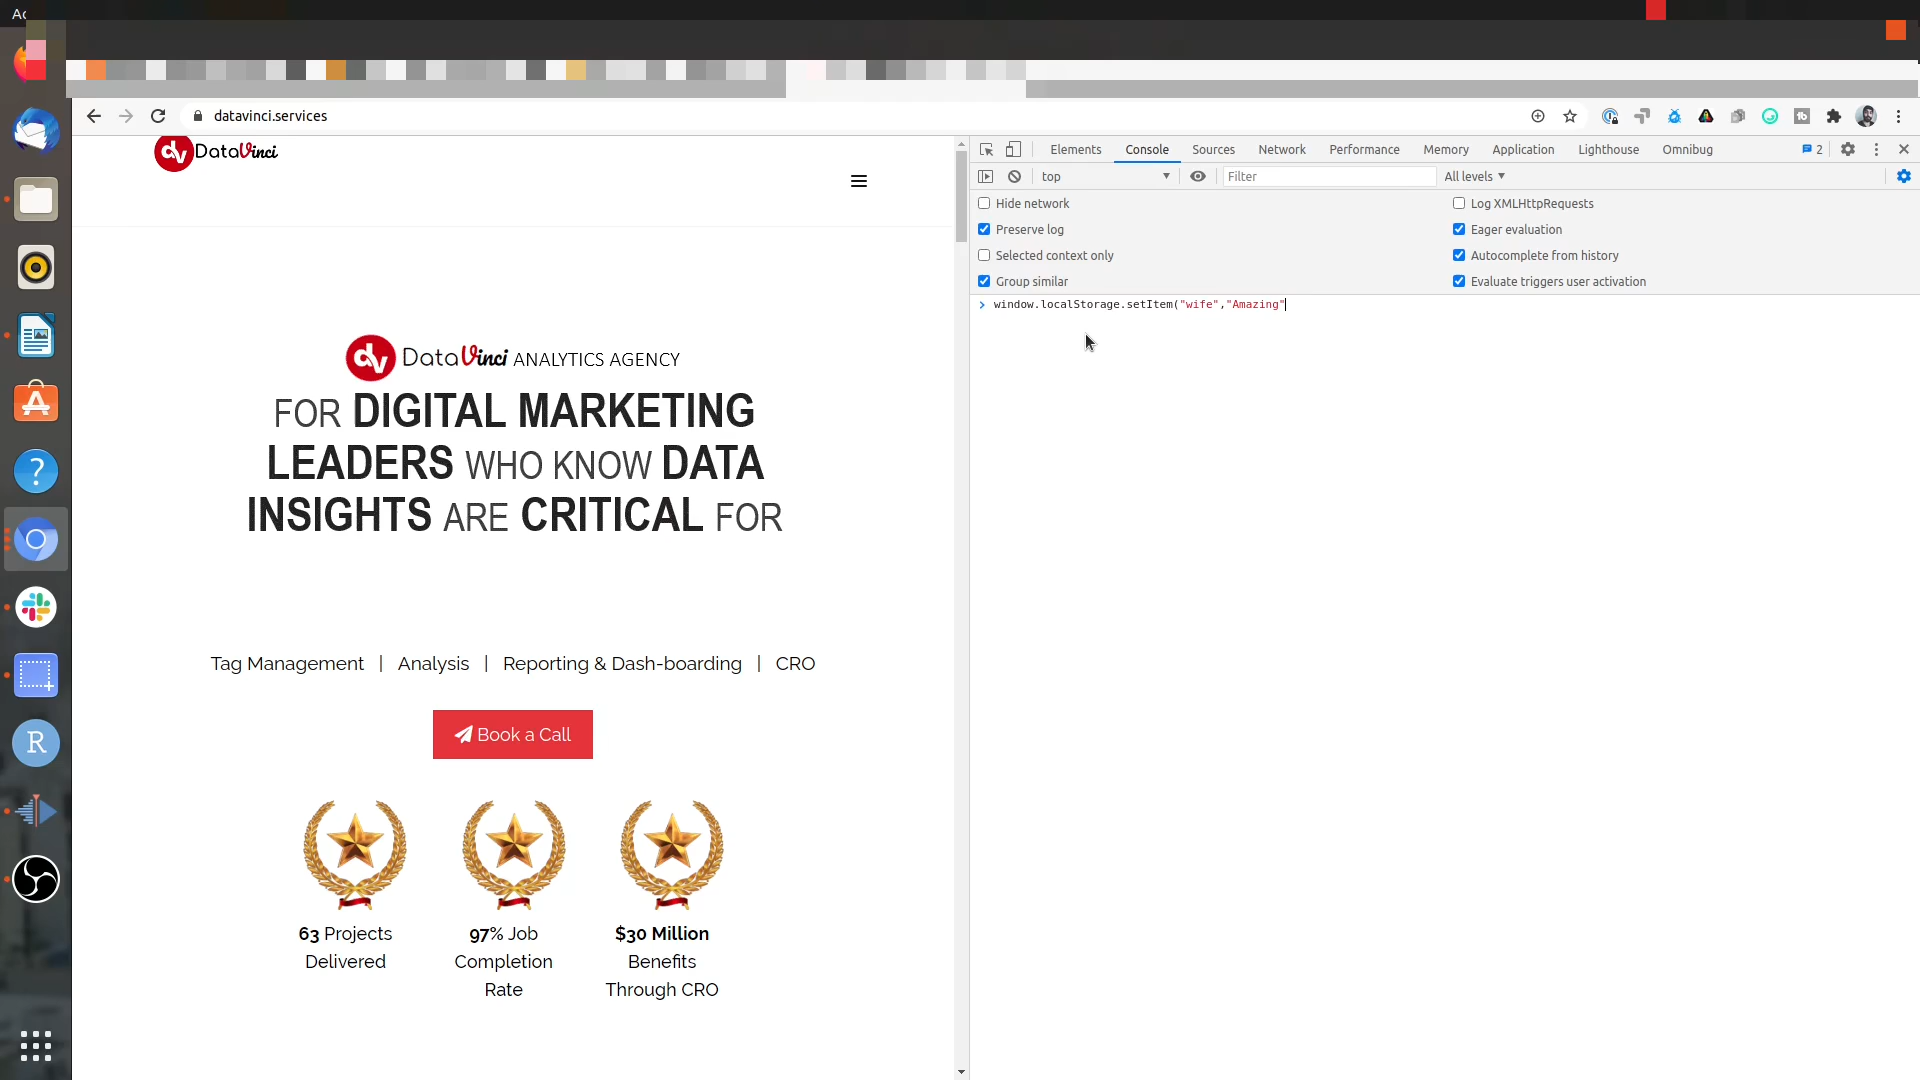 Ac
datavinci.services
DataVinci
Elements Console Sources Network Performance Memory Application Lighthouse Omnibug 2
top Filter All levels
Hide network Log XMLHttpRequests
Preserve log Eager evaluation
Selected context only Autocomplete from history
Group similar Evaluate triggers user activation
window.localStorage.setItem("wife","Amazing"
dv DataVinci ANALYTICS AGENCY
FOR DIGITAL MARKETING
LEADERS WHO KNOW DATA
INSIGHTS ARE CRITICAL FOR
Tag Management | Analysis | Reporting & Dash-boarding | CRO
Book a Call
63 Projects
Delivered
97% Job
Completion
Rate
$30 Million
Benefits
Through CRO